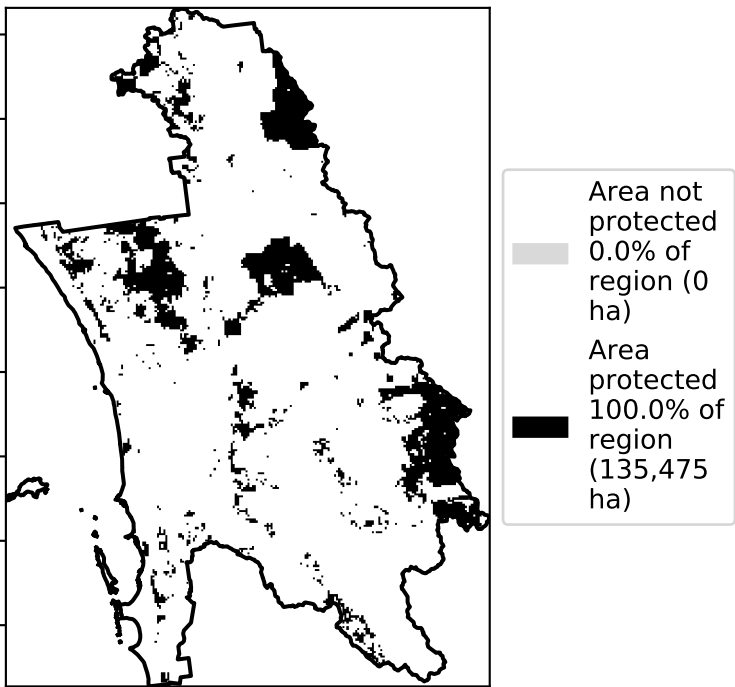 Area not
protected
0.0% of
region (0
ha)
Area
protected
100.0% of
region
(135,475
ha)